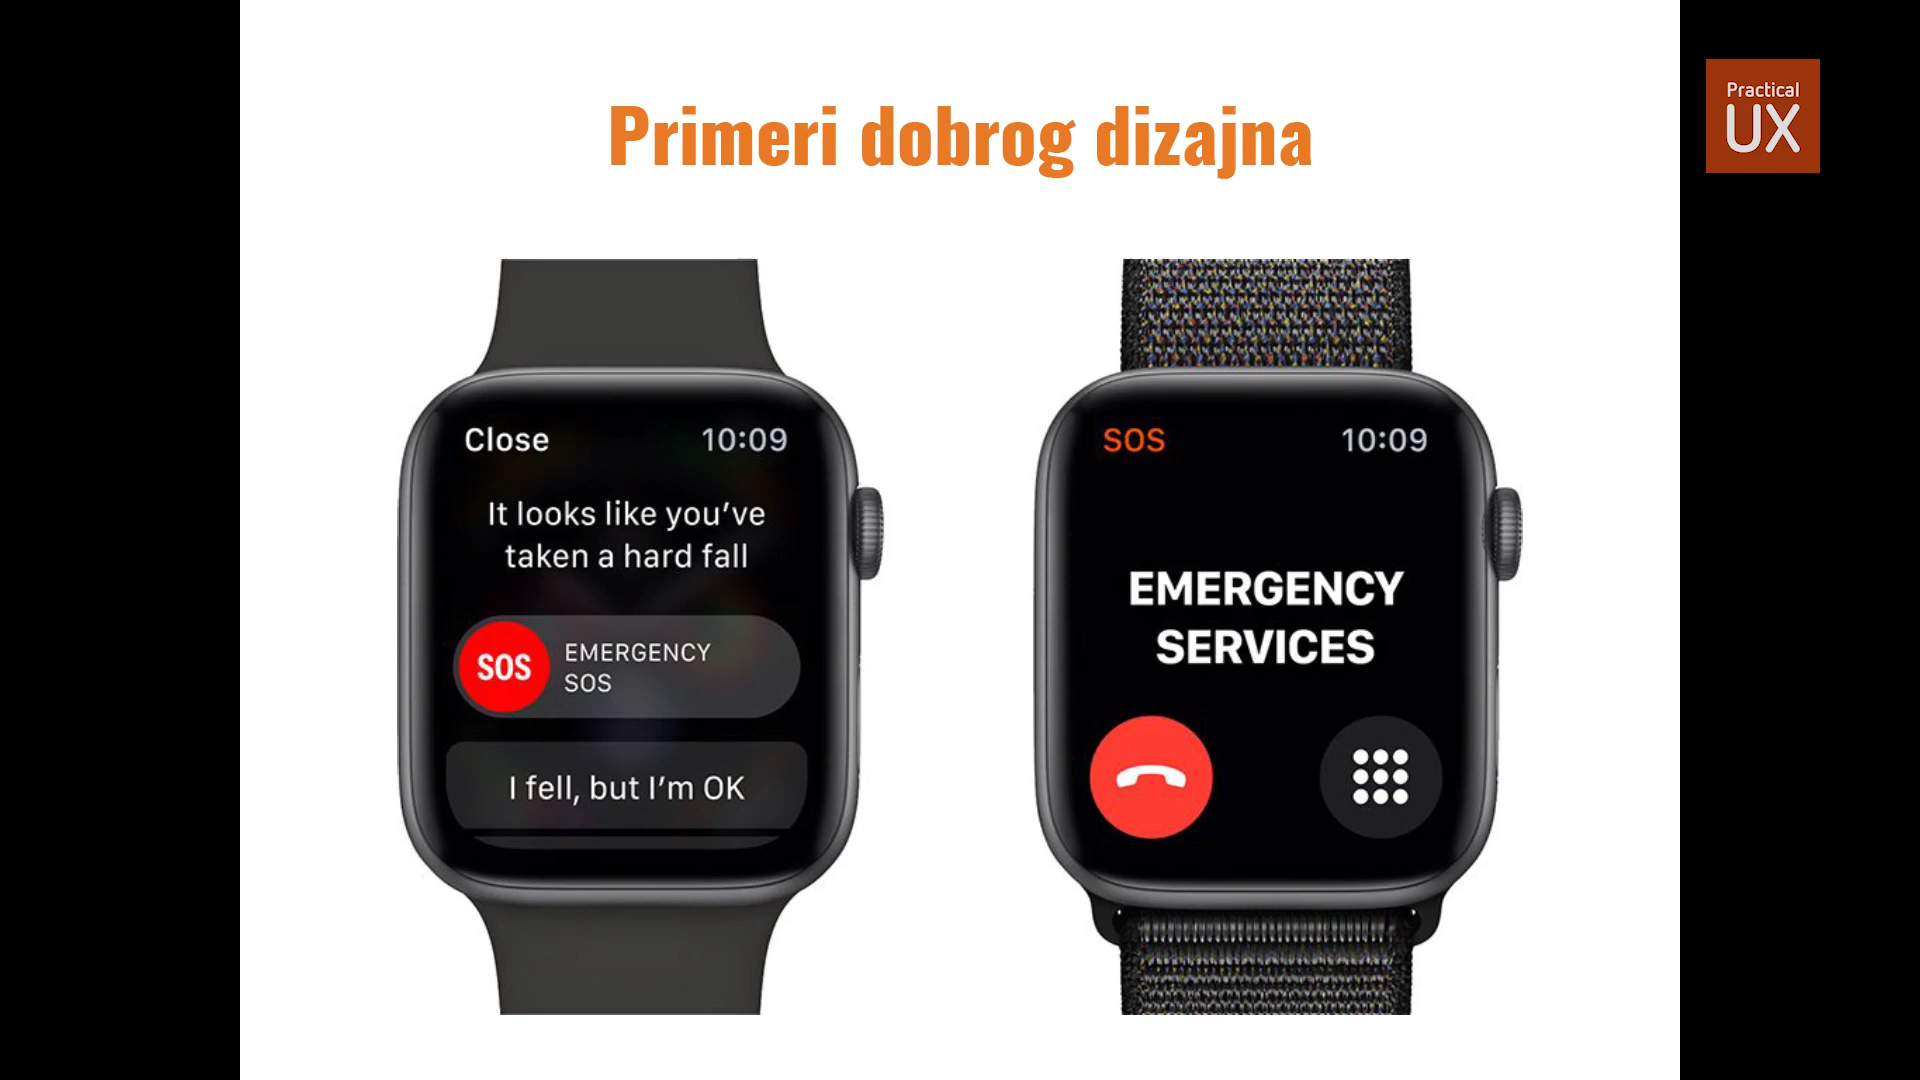 Primeri dobrog dizajna
Practical
UX
Close 10:09
It looks like you've
taken a hard fall
SOS
EMERGENCY
SOS
I fell, but I'm OK
SOS 10:09
EMERGENCY
SERVICES